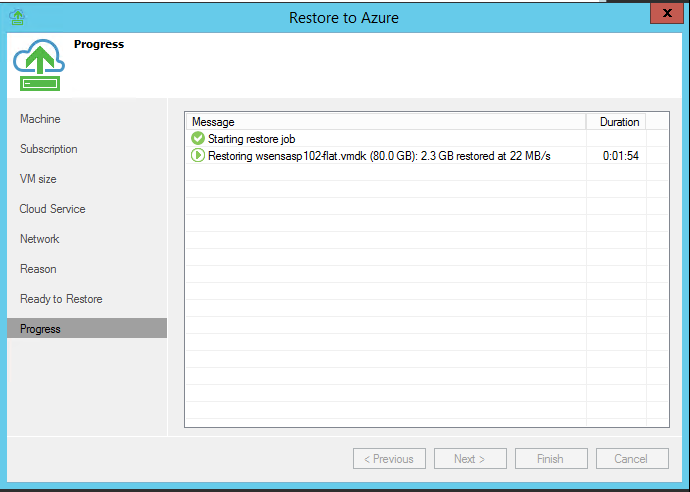 Restore to Azure
x
Progress
Machine
Subscription
VM size
Cloud Service
Network
Reason
Ready to Restore
Progress
Message Duration
Starting restore job
Restoring wsensasp102-flat.vmdk (80.0 GB): 2.3 GB restored at 22 MB/s 0:01:54
< Previous Next > Finish Cancel